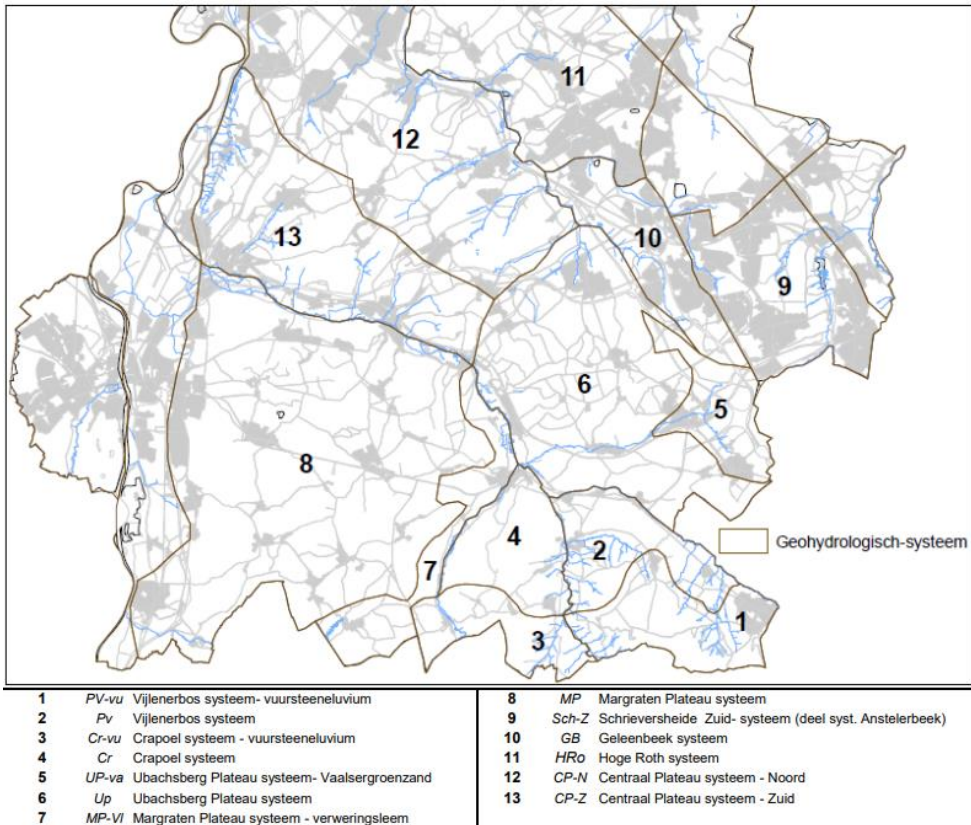 11
12
13
10
9
6
5
8
4
2
7
1
3
Geohydrologisch-systeem
1 PV-vu Vijlenerbos systeem- vuursteeneluvium
2 Pv Vijlenerbos systeem
3 Cr-vu Crapoel systeem - vuursteeneluvium
4 Cr Crapoel systeem
5 UP-va Ubachsberg Plateau systeem- Vaalsergroenzand
6 Up Ubachsberg Plateau systeem
7 MP-Vl Margraten Plateau systeem - verweringsleem
8 MP Margraten Plateau systeem
9 Sch-Z Schrieversheide Zuid- systeem (deel syst. Anstelerbeek)
10 GB Geleenbeek systeem
11 HRo Hoge Roth systeem
12 CP-N Centraal Plateau systeem - Noord
13 CP-Z Centraal Plateau systeem - Zuid